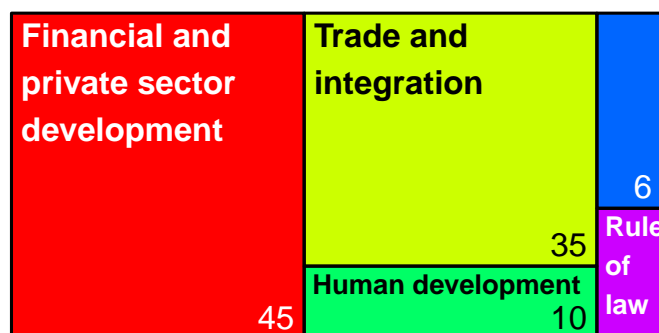 Financial and
private sector
development
45
Trade and
integration
35
Human development
10
6
Rule
of
law